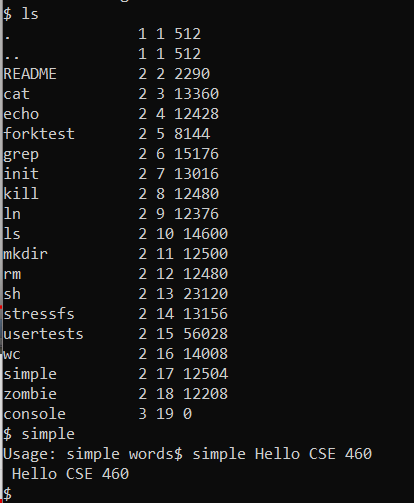 $ ls
.              1 1 512
..             1 1 512
README         2 2 2290
cat            2 3 13360
echo           2 4 12428
forktest       2 5 8144
grep           2 6 15176
init           2 7 13016
kill           2 8 12480
ln             2 9 12376
ls             2 10 14600
mkdir          2 11 12500
rm             2 12 12480
sh             2 13 23120
stressfs       2 14 13156
usertests      2 15 56028
wc             2 16 14008
simple         2 17 12504
zombie         2 18 12208
console        3 19 0
$ simple
Usage: simple words$ simple Hello CSE 460
 Hello CSE 460
$